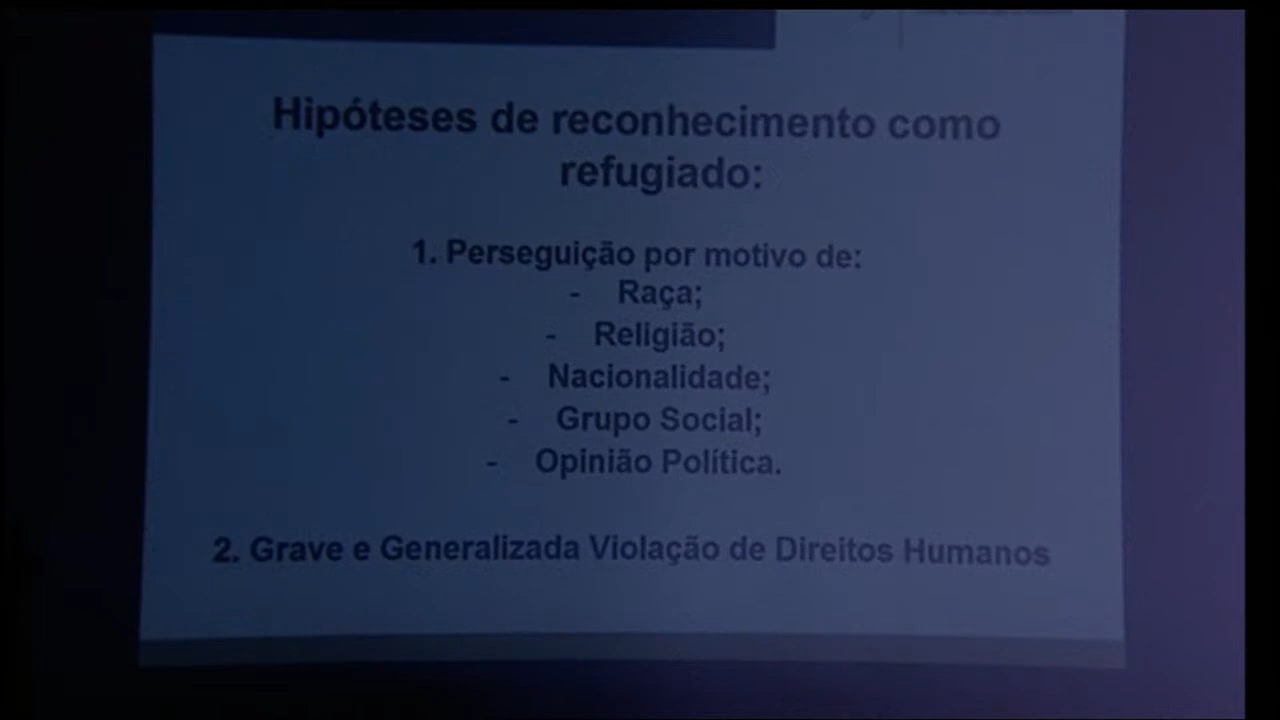 Hipóteses de reconhecimento como
refugiado:
1. Perseguição por motivo de:
- Raça;
- Religião;
- Nacionalidade;
- Grupo Social;
- Opinião Política.
2. Grave e Generalizada Violação de Direitos Humanos